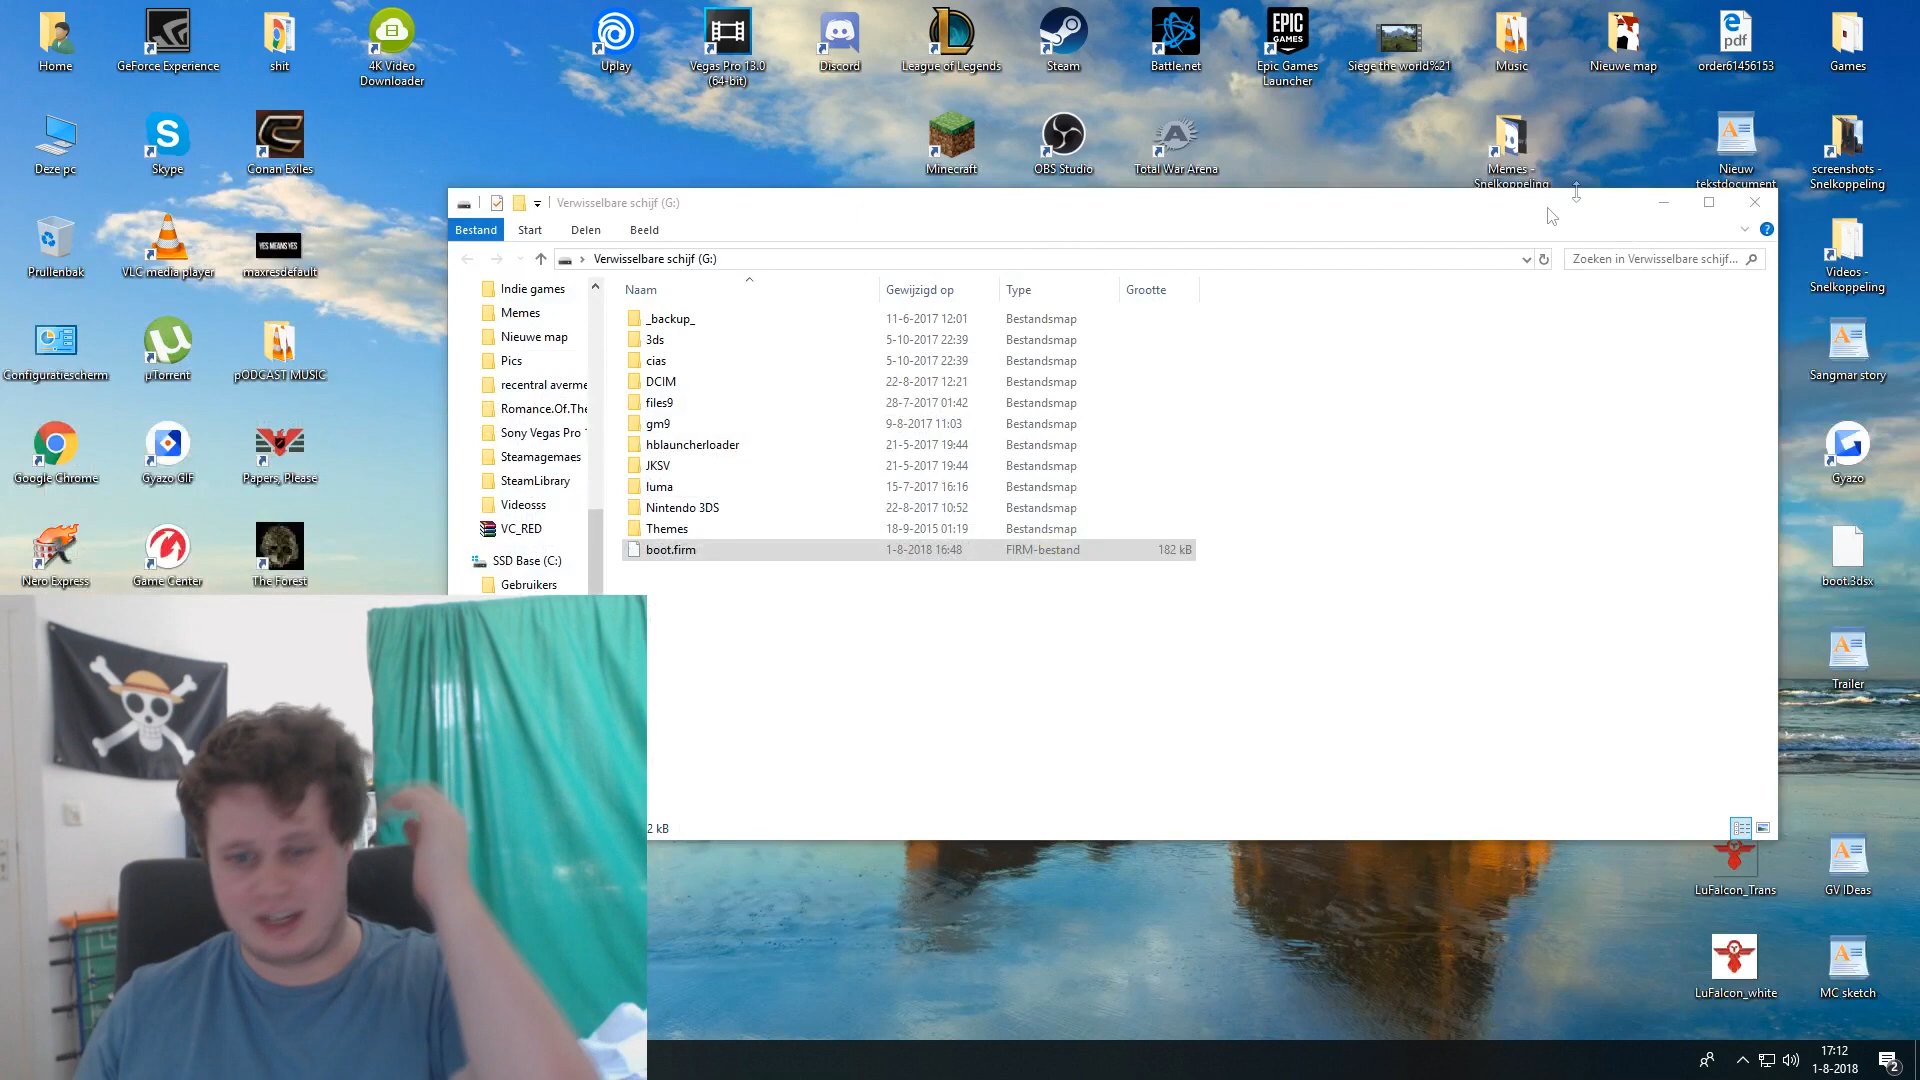 Home
GeForce Experience
shit
4K Video
Downloader
Uplay
Vegas Pro 13.0
(64-bit)
Discord
League of Legends
Steam
Battle.net
EPIC
GAMES
Epic Games
Launcher
Siege the world%21
Music
Nieuwe map
pdf
order61456153
Games
Deze pc
Skype
Conan Exiles
Minecraft
OBS Studio
Total War Arena
Memes -
Snelkoppeling
Nieuw
tekstdocument
screenshots -
Snelkoppeling
Prullenbak
VLC media player
YES MEANS YES
maxresdefault
Videos -
Snelkoppeling
Configuratiescherm
µTorrent
pODCAST MUSIC
Sangmar story
Google Chrome
Gyazo GIF
Papers, Please
Gyazo
Nero Express
Game Center
The Forest
boot.3dsx
Trailer
LuFalcon_Trans
GV IDeas
LuFalcon_white
MC sketch
Verwisselbare schijf (G:)
Bestand Start Delen Beeld
Verwisselbare schijf (G:)
Zoeken in Verwisselbare schijf...
Indie games
Memes
Nieuwe map
Pics
recentral averme
Romance.Of.The
Sony Vegas Pro
Steamagemaes
SteamLibrary
Videosss
VC_RED
SSD Base (C:)
Gebruikers
Naam Gewijzigd op Type Grootte
_backup_ 11-6-2017 12:01 Bestandsmap
3ds 5-10-2017 22:39 Bestandsmap
cias 5-10-2017 22:39 Bestandsmap
DCIM 22-8-2017 12:21 Bestandsmap
files9 28-7-2017 01:42 Bestandsmap
gm9 9-8-2017 11:03 Bestandsmap
hblauncherloader 21-5-2017 19:44 Bestandsmap
JKSV 21-5-2017 19:44 Bestandsmap
luma 15-7-2017 16:16 Bestandsmap
Nintendo 3DS 22-8-2017 10:52 Bestandsmap
Themes 18-9-2015 01:19 Bestandsmap
boot.firm 1-8-2018 16:48 FIRM-bestand 182 kB
2 kB
17:12
1-8-2018
2